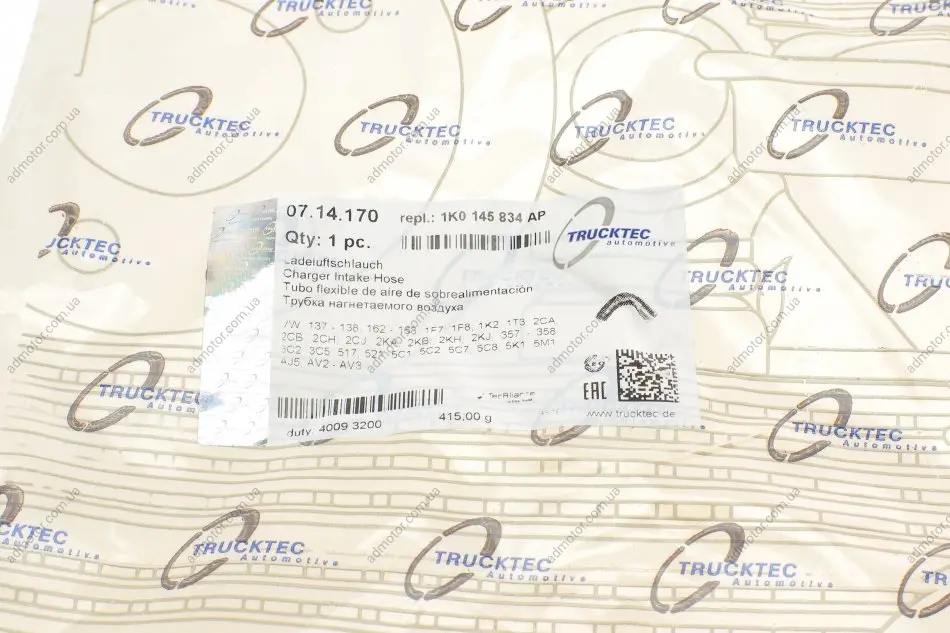 07.14.170 repl.: 1K0 145 834 AP
Qty: 1 pc.
TRUCKTEC
automotive
Ladeluftschlauch
Charger Intake Hose
Tubo flexible de aire de sobrealimentación
Трубка нагнетаемого воздуха
VW 137 - 138, 162 - 163, 1F7, 1F8, 1K2, 1T3, 2CA
2CB, 2CH, 2CJ, 2KA, 2KB, 2KH, 2KJ, 357 - 358
3C2, 3C5, 517, 521, 5C1, 5C2, 5C7, 5C8, 5K1, 5M1
AJ5, AV2 - AV3
EAC
TecAlliance
duty: 4009 3200
415,00 g
www.trucktec.de
TRUCKTEC
Automotive
admotor.com.ua